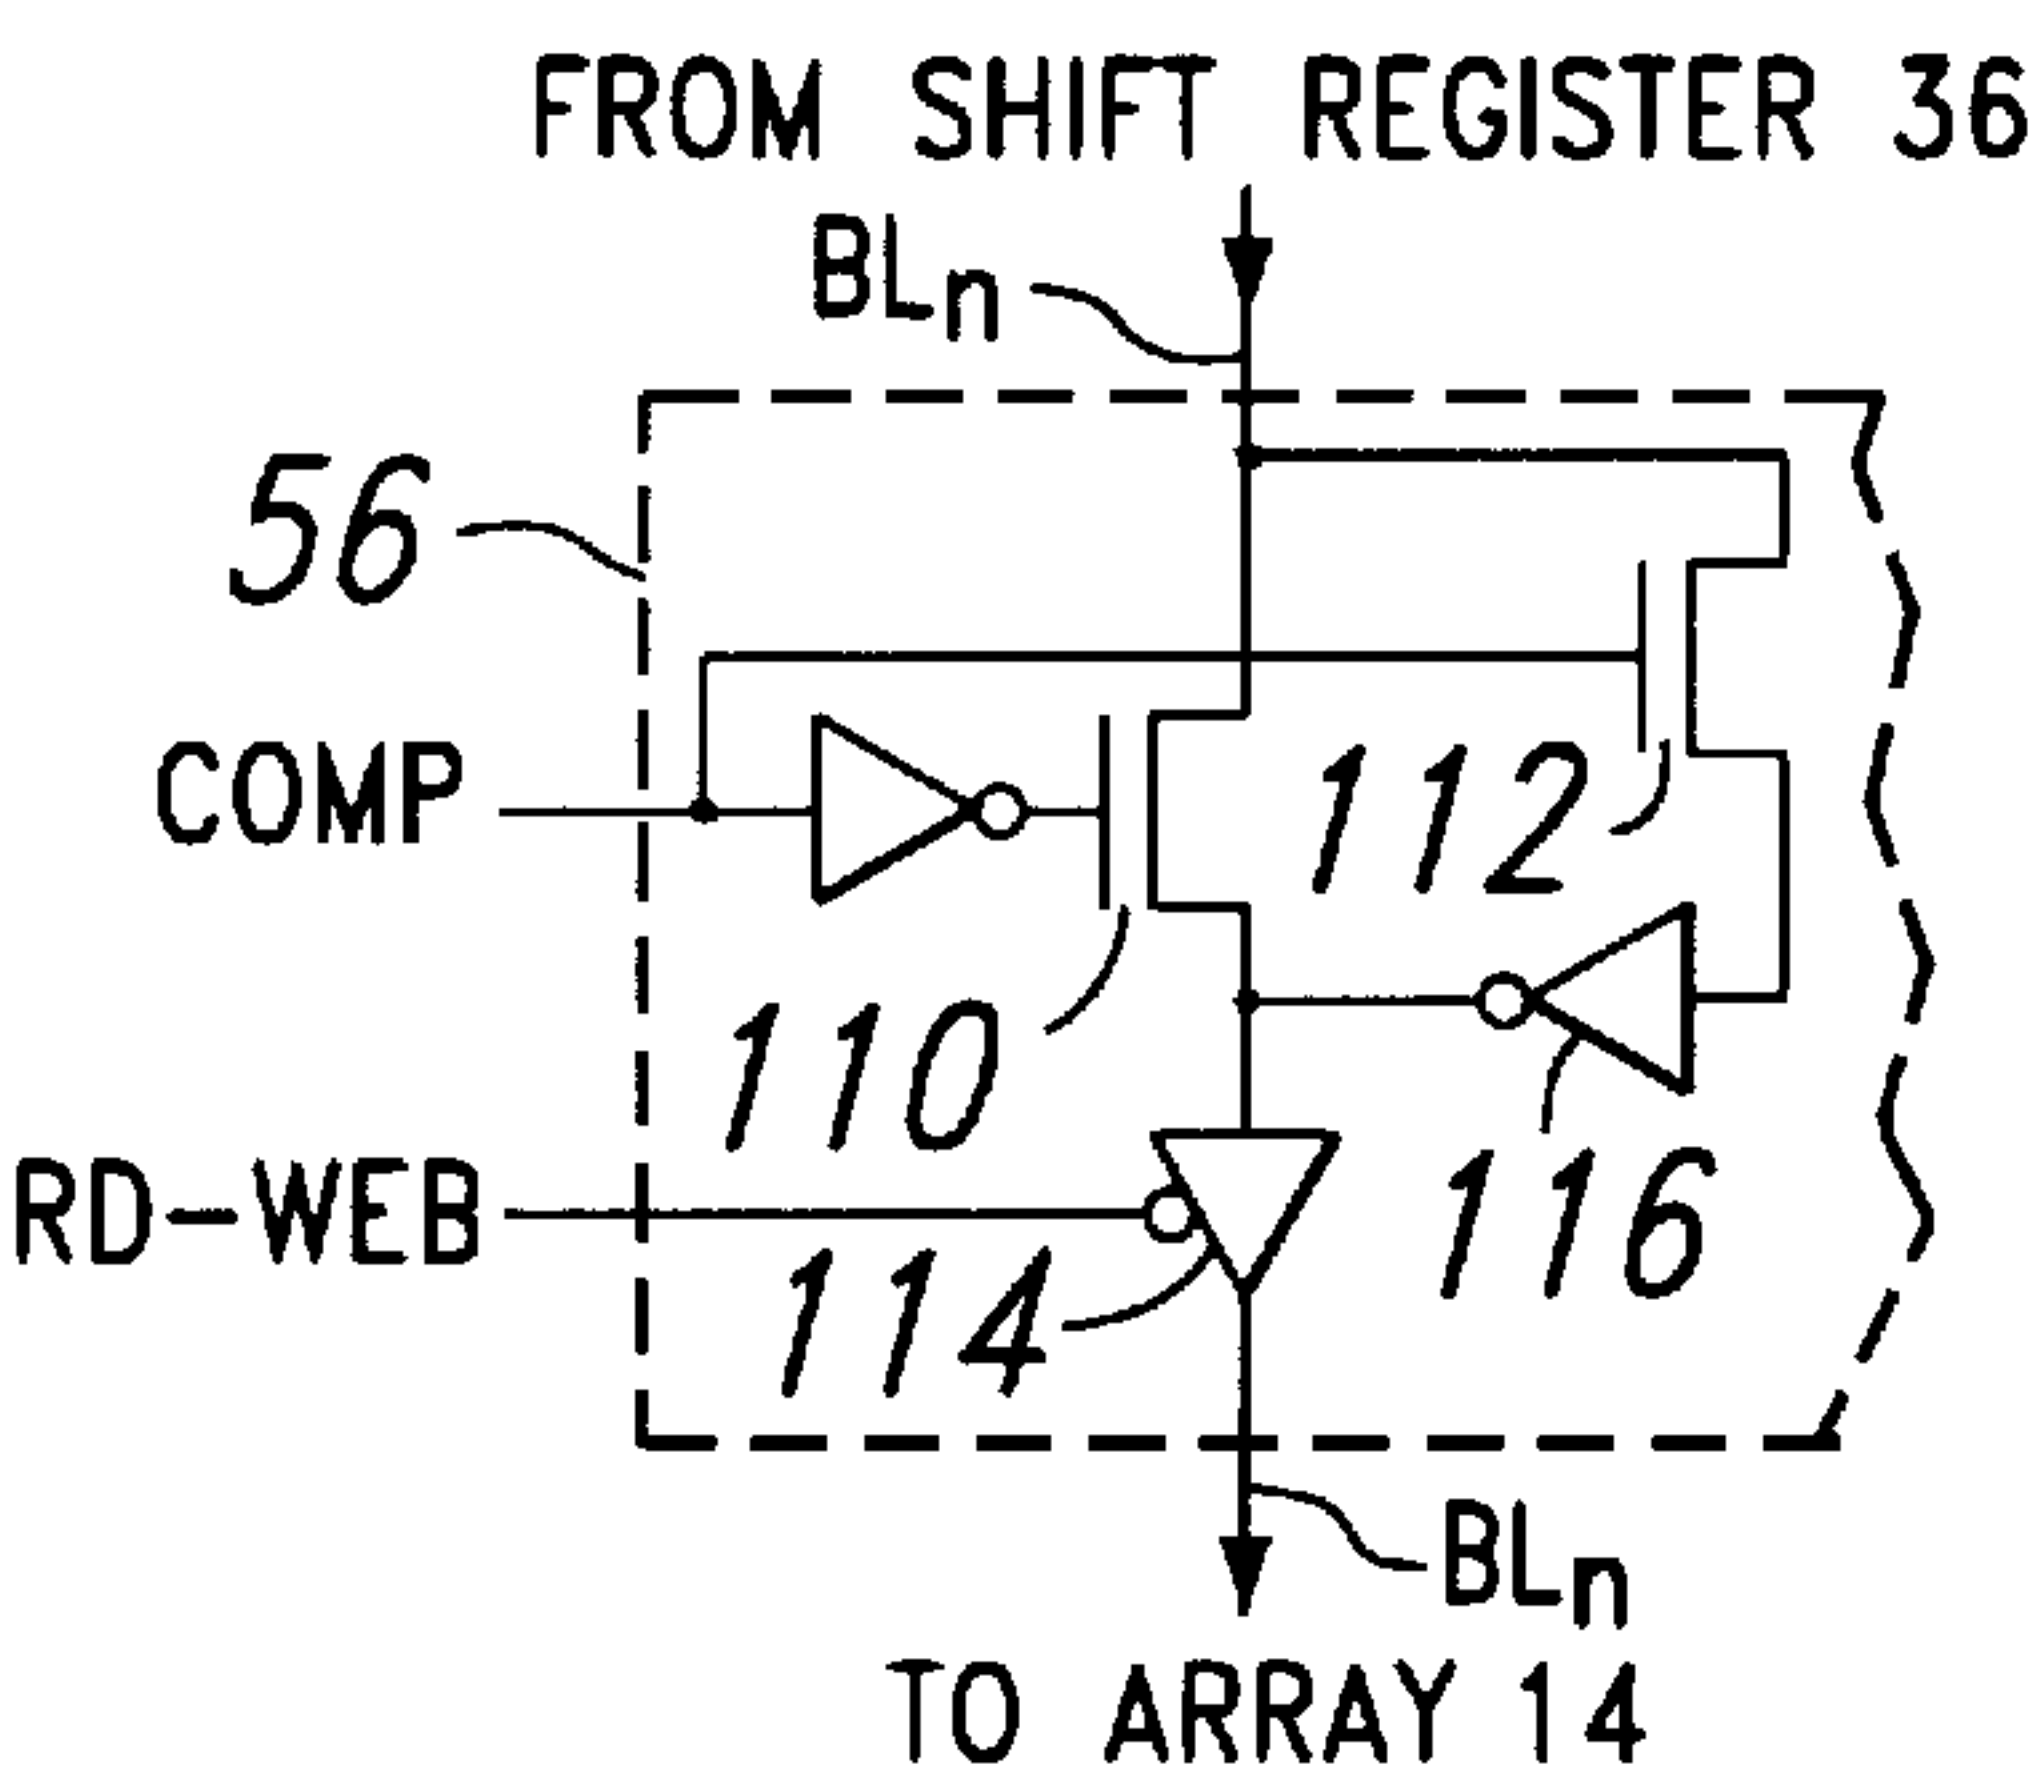 FROM SHIFT REGISTER 36
BLn
56
COMP
112
110
RD-WEB
116
114
BLn
TO ARRAY 14